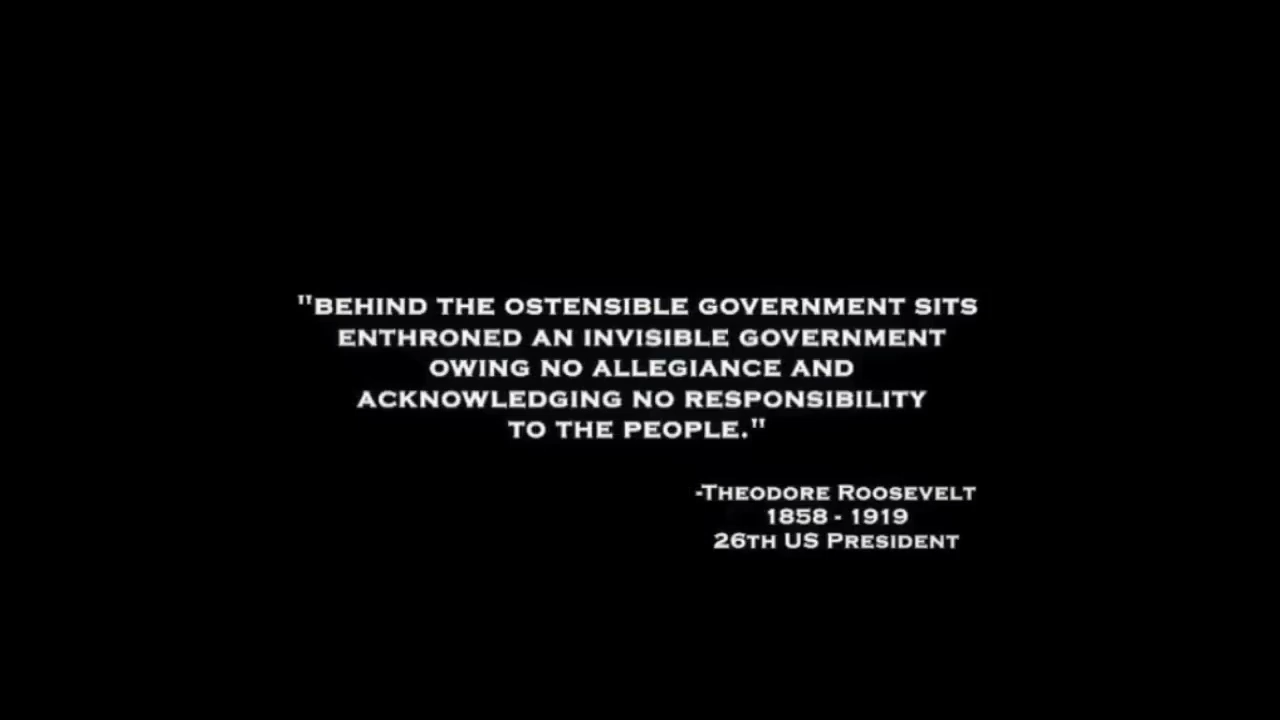 "BEHIND THE OSTENSIBLE GOVERNMENT SITS
ENTHRONED AN INVISIBLE GOVERNMENT
OWING NO ALLEGIANCE AND
ACKNOWLEDGING NO RESPONSIBILITY
TO THE PEOPLE."
-THEODORE ROOSEVELT
1858 - 1919
26TH US PRESIDENT